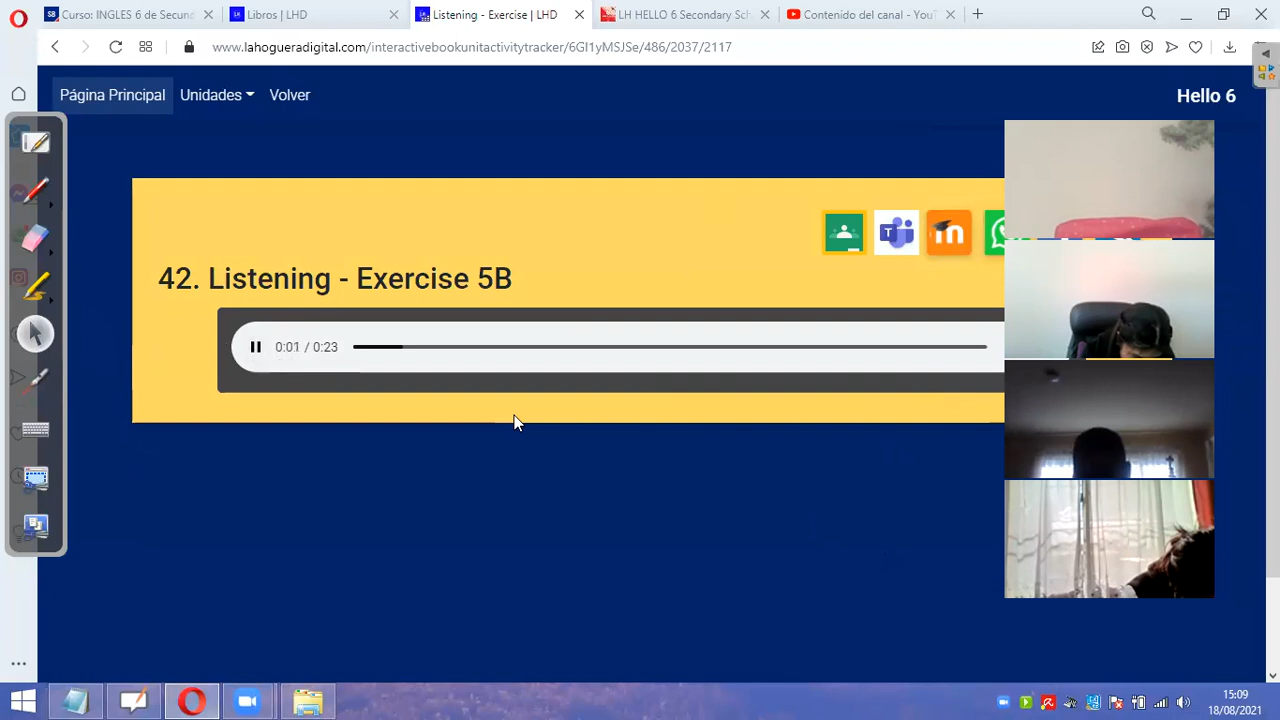 Curso: INGLES 6 de Secun
Libros | LHD
Listening - Exercise | LHD
LH HELLO 6 Secondary Sc
Contenido del canal - YouT
www.lahogueradigital.com/interactivebookunitactivitytracker/6GI1yMSJSe/486/2037/2117
Página Principal
Unidades
Volver
Hello 6
42. Listening - Exercise 5B
0:01 / 0:23
15:09
18/08/2021